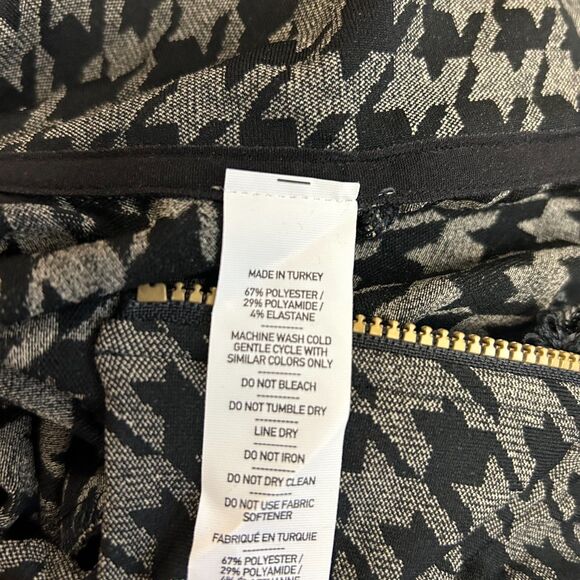 MADE IN TURKEY
67% POLYESTER /
29% POLYAMIDE /
4% ELASTANE
----------
MACHINE WASH COLD
GENTLE CYCLE WITH
SIMILAR COLORS ONLY
----------
DO NOT BLEACH
----------
DO NOT TUMBLE DRY
----------
LINE DRY
----------
DO NOT IRON
----------
DO NOT DRY CLEAN
----------
DO NOT USE FABRIC
SOFTENER
----------
FABRIQUÉ EN TURQUIE
67% POLYESTER /
29% POLYAMIDE /